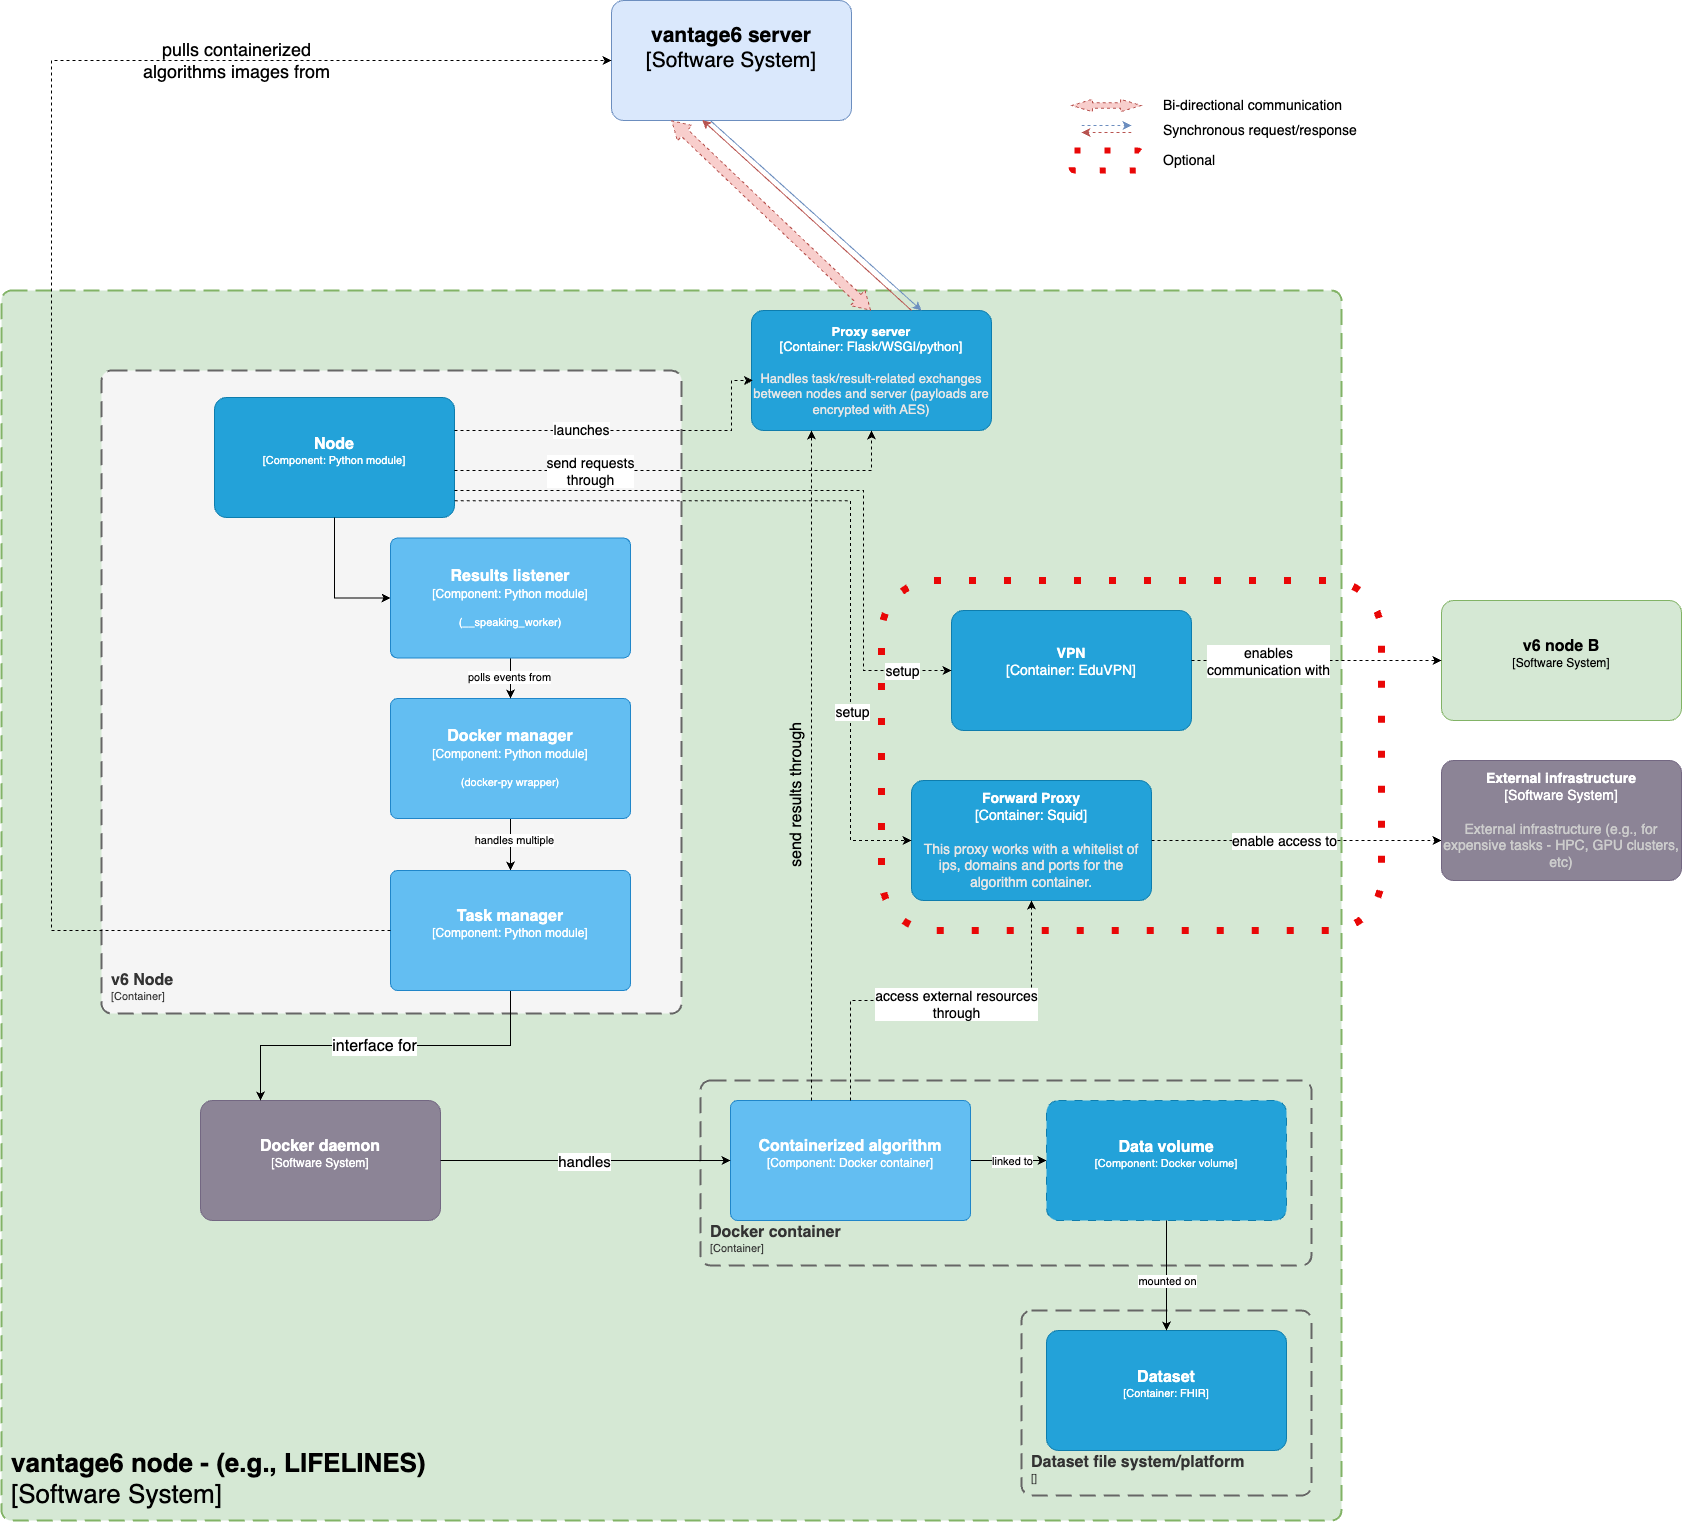 vantage6 server
[Software System]
pulls containerized
algorithms images from
Bi-directional communication
Synchronous request/response
Optional
Proxy server
[Container: Flask/WSGI/python]
Handles task/result-related exchanges
between nodes and server (payloads are
encrypted with AES)
Node
[Component: Python module]
launches
send requests
through
Results listener
[Component: Python module]
(__speaking_worker)
polls events from
Docker manager
[Component: Python module]
(docker-py wrapper)
handles multiple
Task manager
[Component: Python module]
v6 Node
[Container]
setup
setup
VPN
[Container: EduVPN]
enables
communication with
v6 node B
[Software System]
Forward Proxy
[Container: Squid]
This proxy works with a whitelist of
ips, domains and ports for the
algorithm container.
enable access to
External infrastructure
[Software System]
External infrastructure (e.g., for
expensive tasks - HPC, GPU clusters,
etc)
send results through
access external resources
through
interface for
Docker daemon
[Software System]
handles
Containerized algorithm
[Component: Docker container]
linked to
Data volume
[Component: Docker volume]
Docker container
[Container]
mounted on
Dataset
[Container: FHIR]
Dataset file system/platform
[]
vantage6 node - (e.g., LIFELINES)
[Software System]